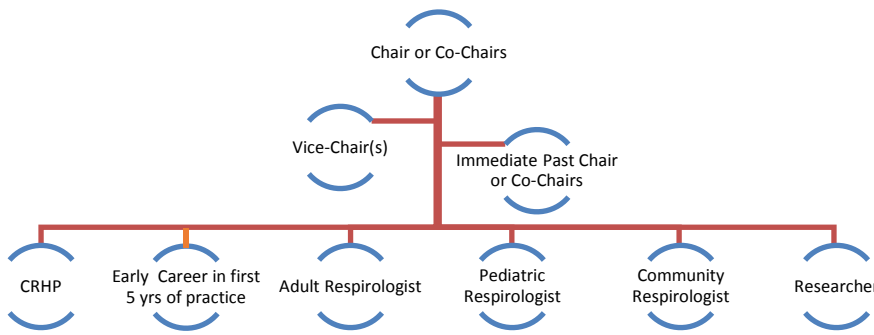 Chair or Co-Chairs
Vice-Chair(s)
Immediate Past Chair
or Co-Chairs
CRHP
Early Career in first
5 yrs of practice
Adult Respirologist
Pediatric
Respirologist
Community
Respirologist
Researcher